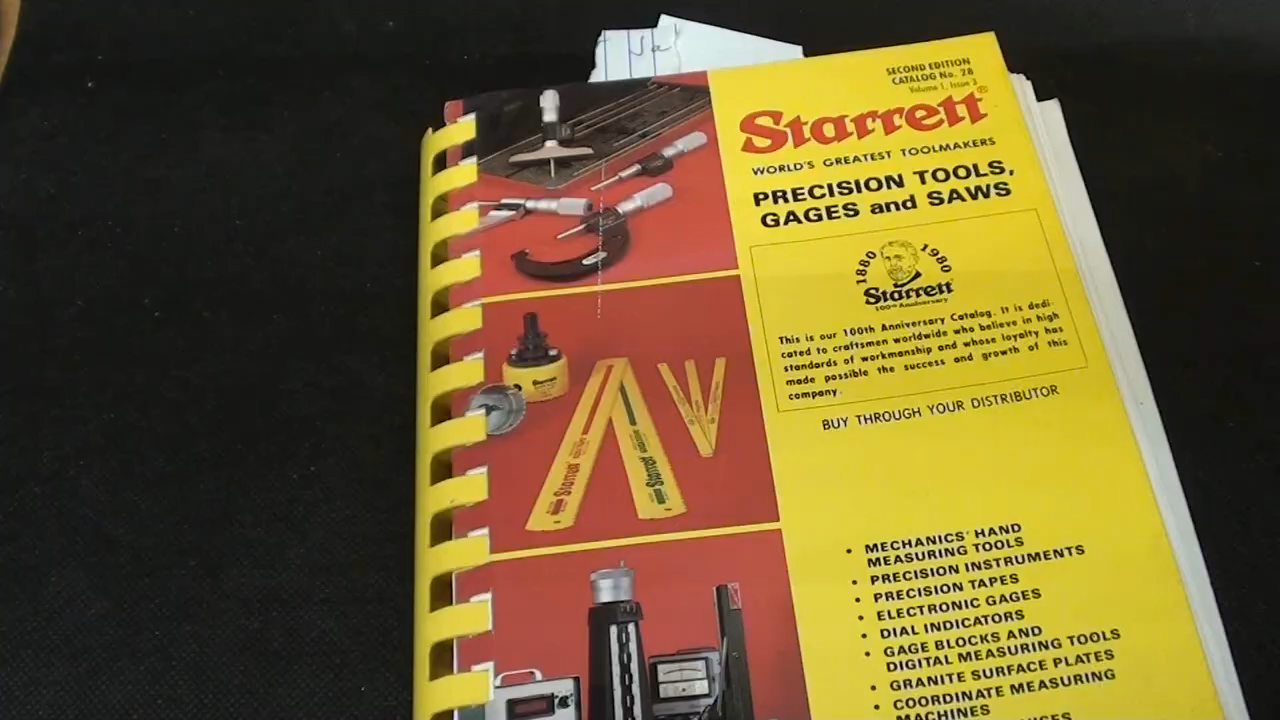 SECOND EDITION
CATALOG No. 28
Volume 1, Issue 3
Starrett®
WORLD'S GREATEST TOOLMAKERS
PRECISION TOOLS,
GAGES and SAWS
1880 1980
Starrett
100th Anniversary
This is our 100th Anniversary Catalog. It is dedi-
cated to craftsmen worldwide who believe in high
standards of workmanship and whose loyalty has
made possible the success and growth of this
company.
BUY THROUGH YOUR DISTRIBUTOR
• MECHANICS' HAND
MEASURING TOOLS
• PRECISION INSTRUMENTS
• PRECISION TAPES
• ELECTRONIC GAGES
• DIAL INDICATORS
• GAGE BLOCKS AND
DIGITAL MEASURING TOOLS
• GRANITE SURFACE PLATES
• COORDINATE MEASURING
MACHINES
Starrett
Starrett
Starrett